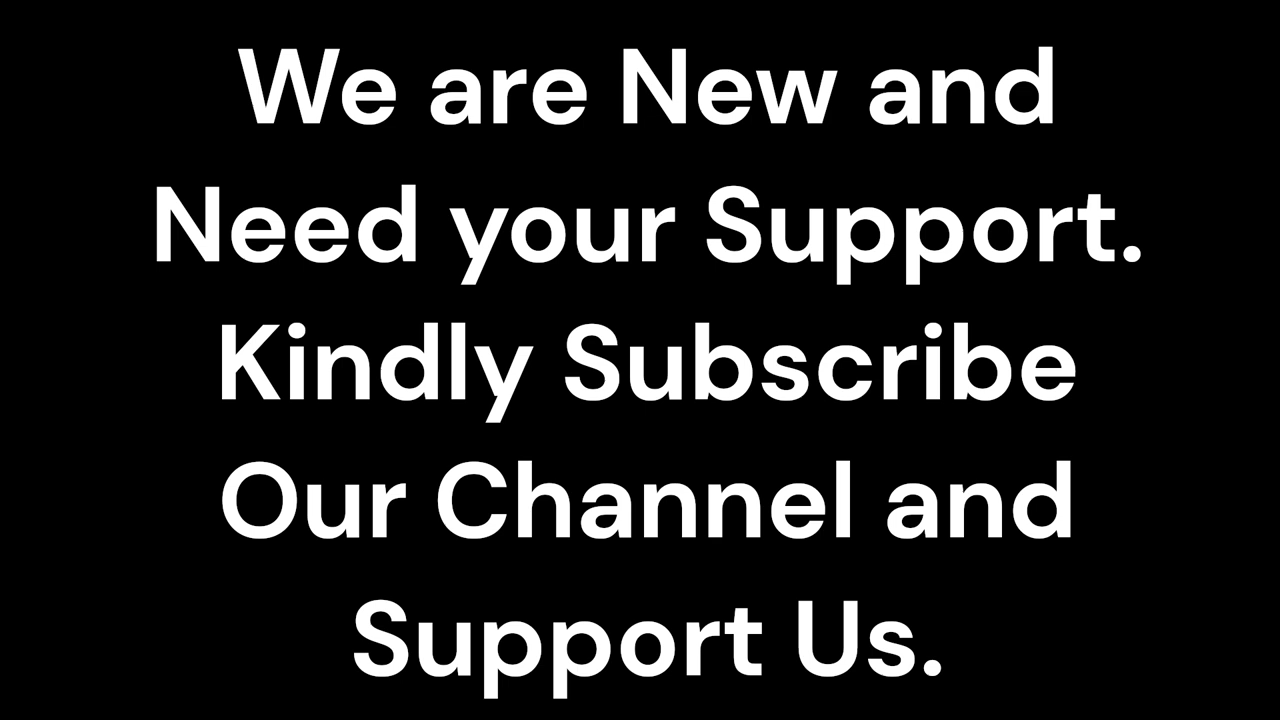 We are New and
Need your Support.
Kindly Subscribe
Our Channel and
Support Us.